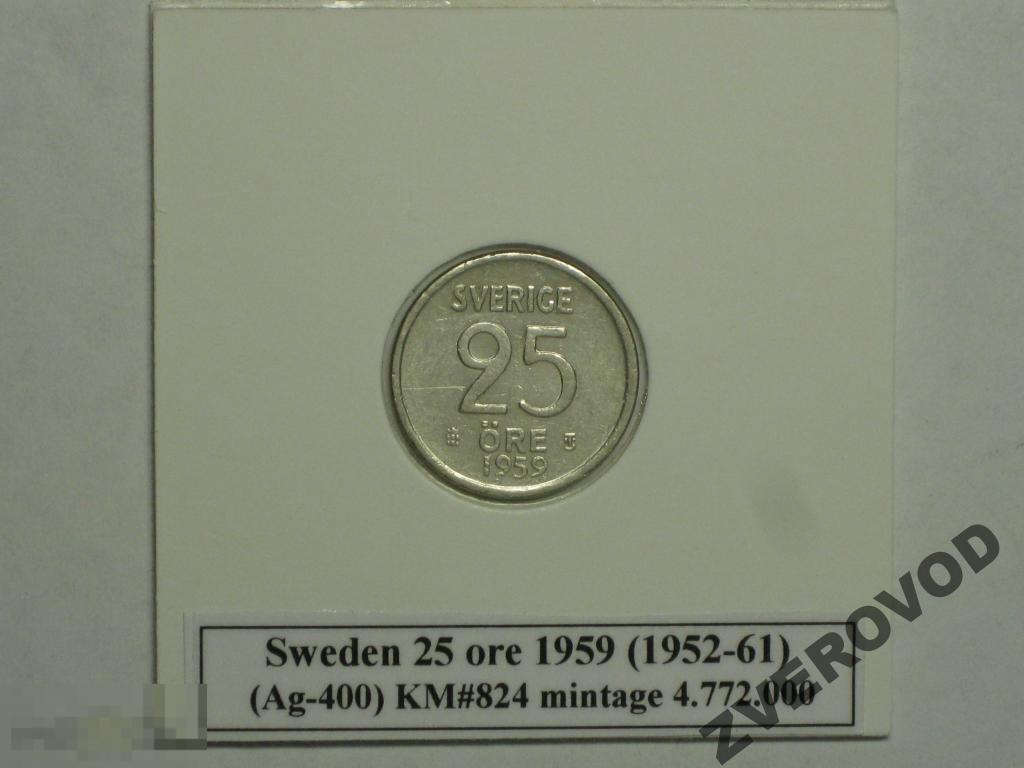 SVERIGE
25
ÖRE
1959
Sweden 25 ore 1959 (1952-61)
(Ag-400) KM#824 mintage 4.772.000
ZVEROVOD